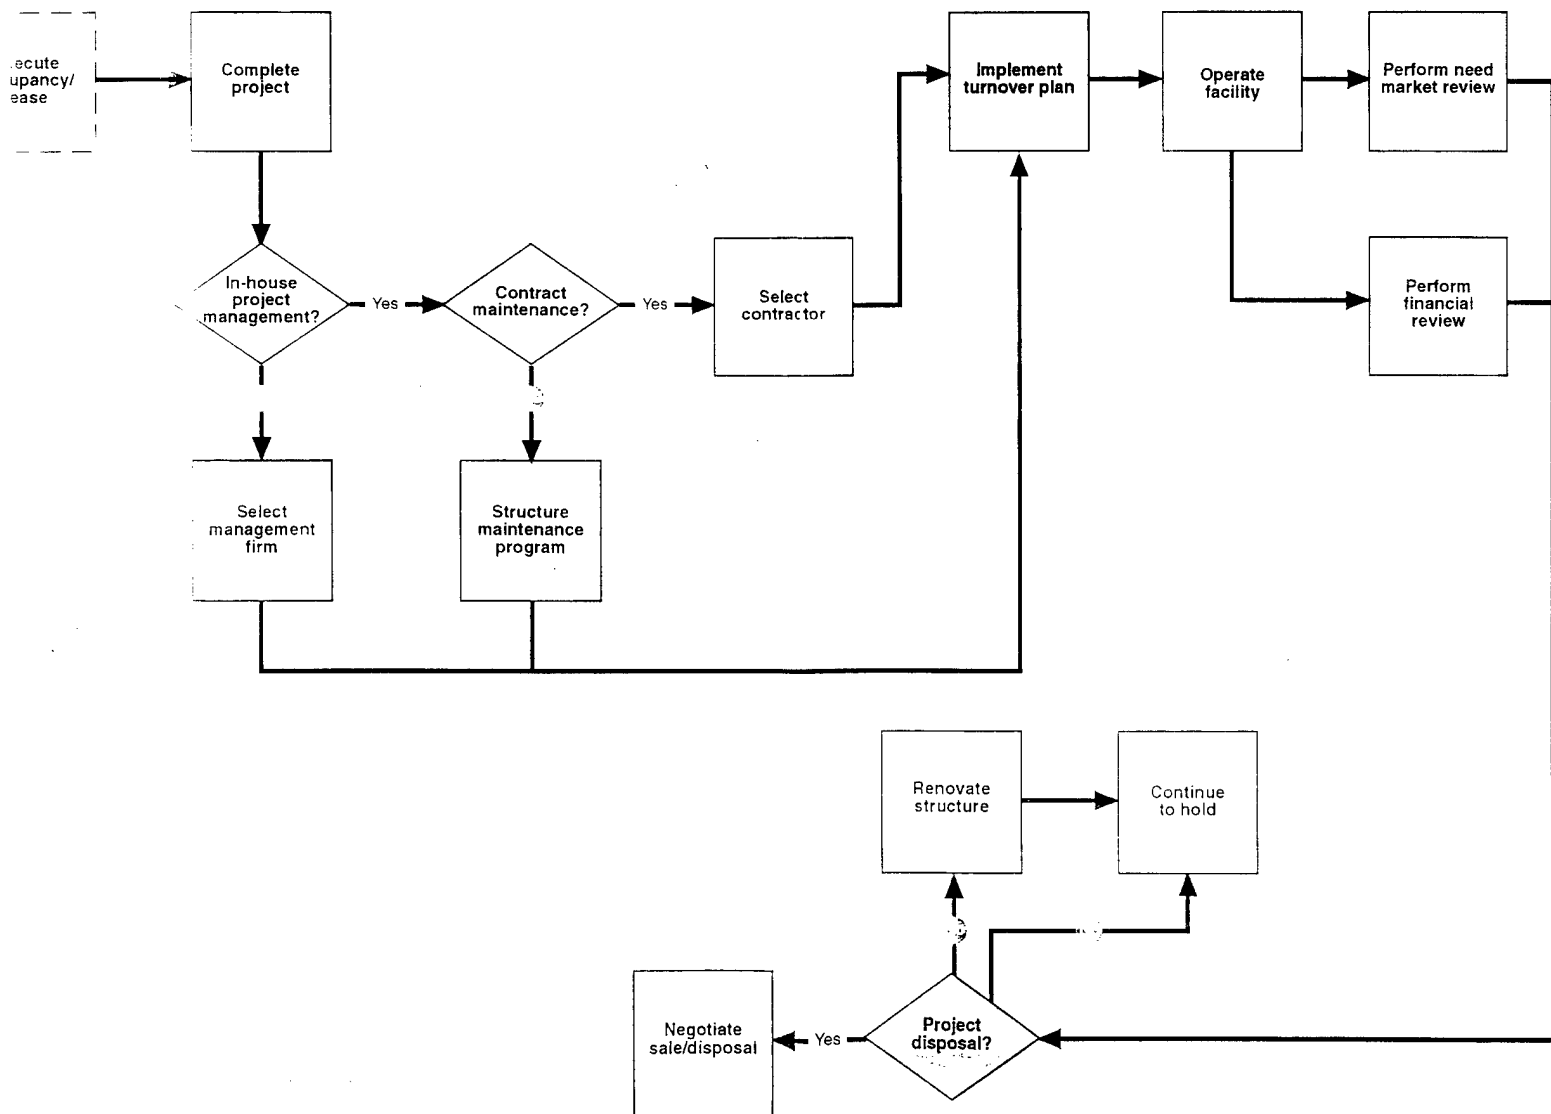 ecute
upancy/
ease
Complete
project
Implement
turnover plan
Operate
facility
Perform need
market review
In-house
project
management?
Yes
Contract
maintenance?
Yes
Select
contractor
Perform
financial
review
Select
management
firm
Structure
maintenance
program
Renovate
structure
Continue
to hold
Negotiate
sale/disposal
Yes
Project
disposal?